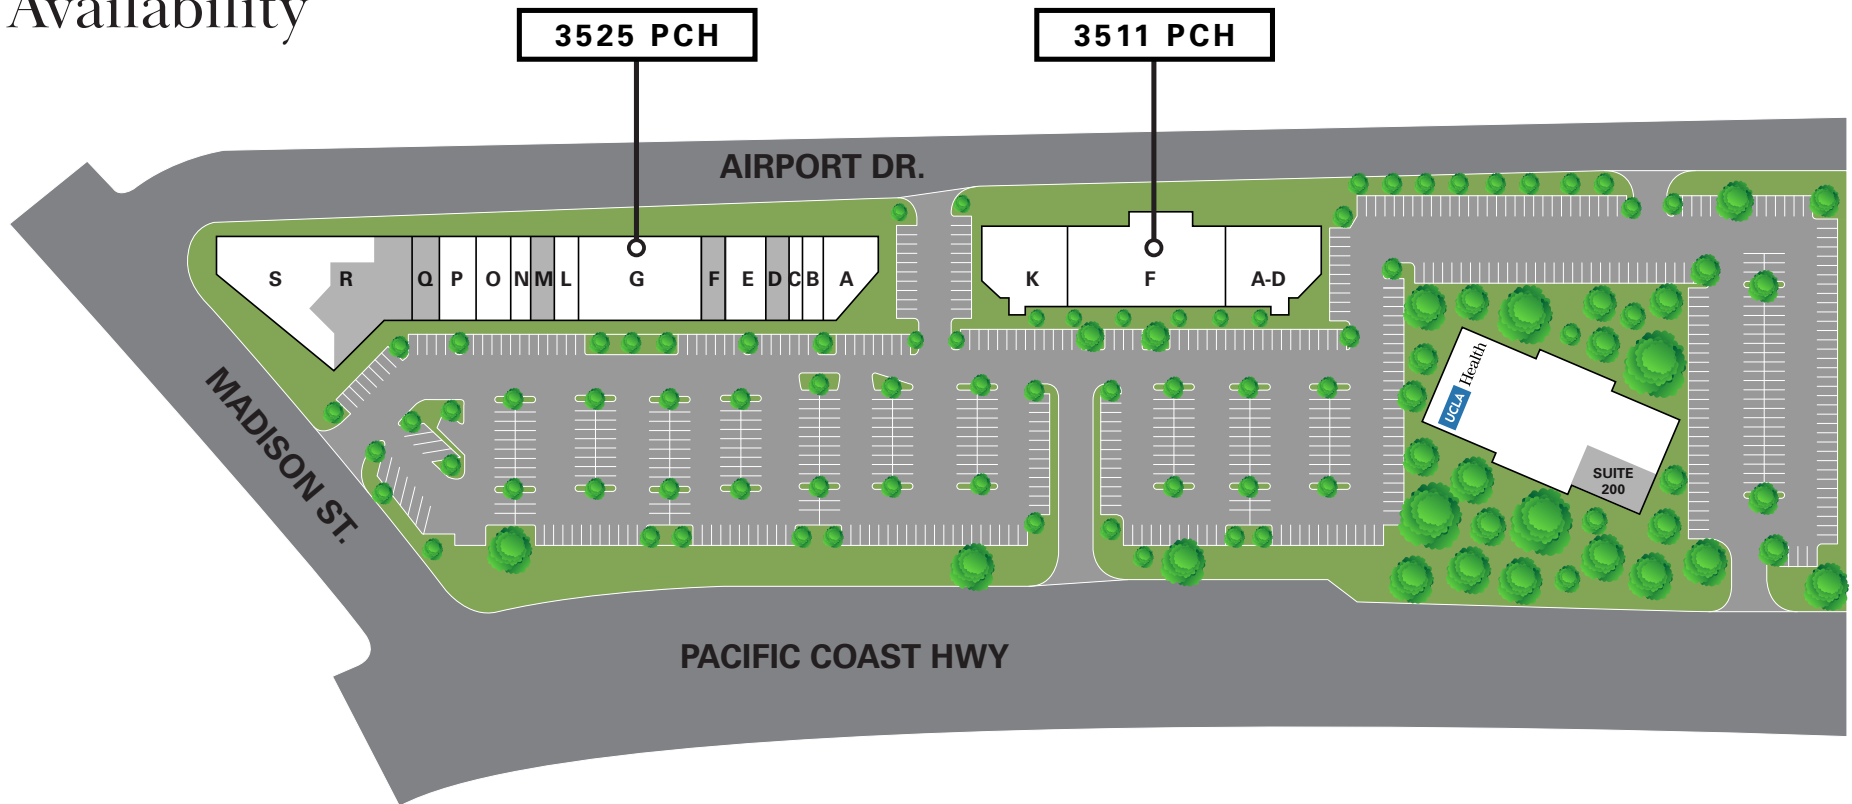 Availability
3525 PCH
3511 PCH
AIRPORT DR.
S R Q P O N M L G F E D C B A
K F A-D
UCLA Health
SUITE
200
MADISON ST.
PACIFIC COAST HWY